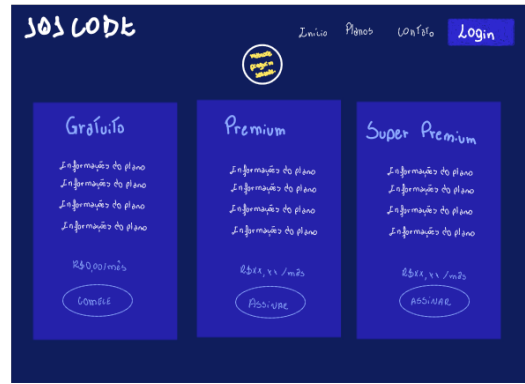 JOJ CODE
Início Planos Contato Login
Gratuito
Informações do plano
Informações do plano
Informações do plano
Informações do plano
R$0,00/mês
COMECE
Premium
Informações do plano
Informações do plano
Informações do plano
Informações do plano
R$xx,xx/mês
ASSINAR
Super Premium
Informações do plano
Informações do plano
Informações do plano
Informações do plano
R$xx,xx/mês
ASSINAR